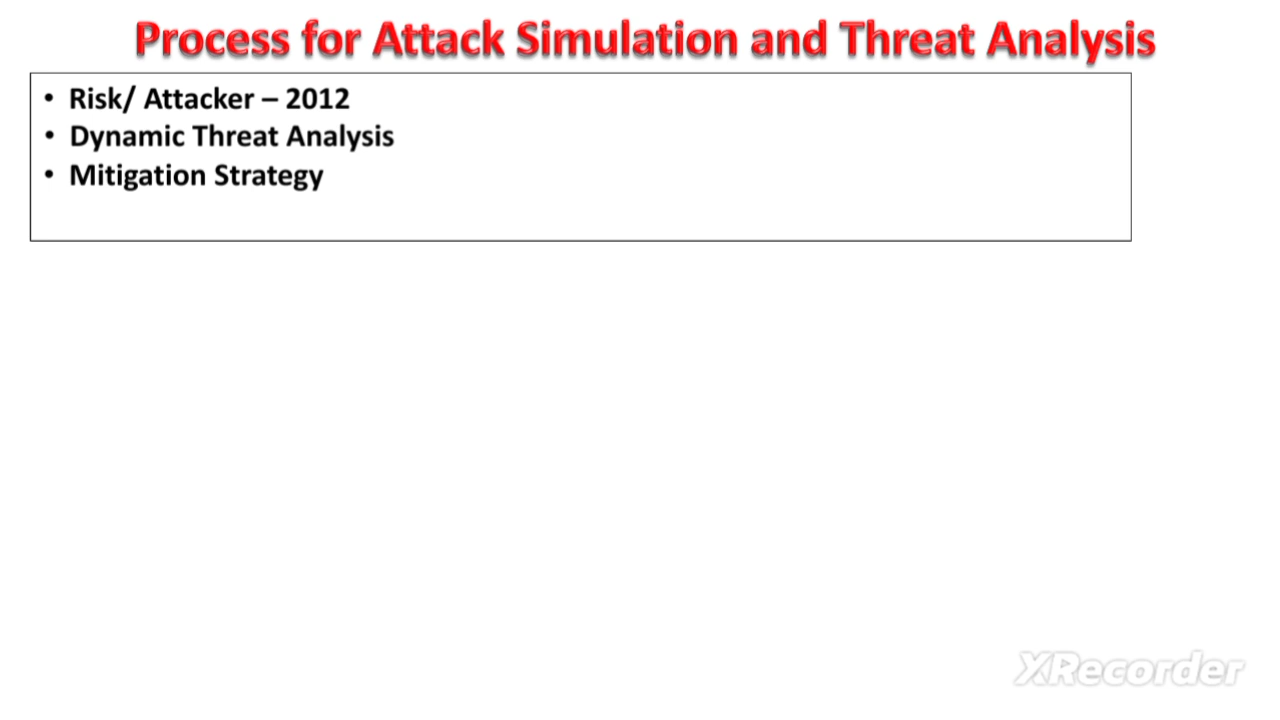 Process for Attack Simulation and Threat Analysis
• Risk/ Attacker – 2012
• Dynamic Threat Analysis
• Mitigation Strategy
XRecorder